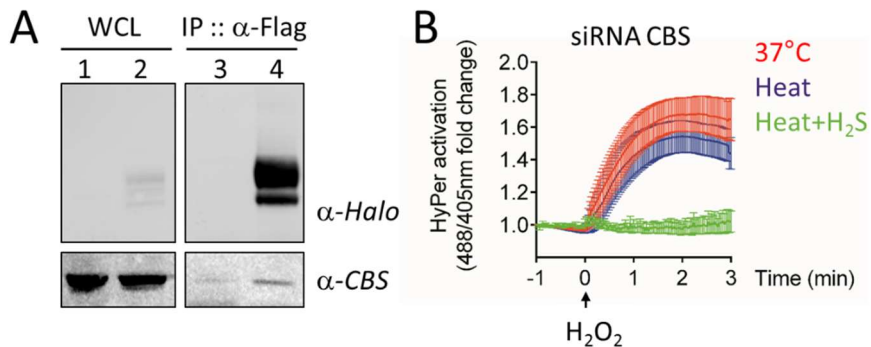 A
WCL
IP :: α-Flag
1 2 3 4
α-Halo
α-CBS
B
siRNA CBS
37°C
Heat
Heat+H₂S
HyPer activation
(488/405nm fold change)
2.0
1.8
1.6
1.4
1.2
1.0
-1 0 1 2 3 Time (min)
H₂O₂